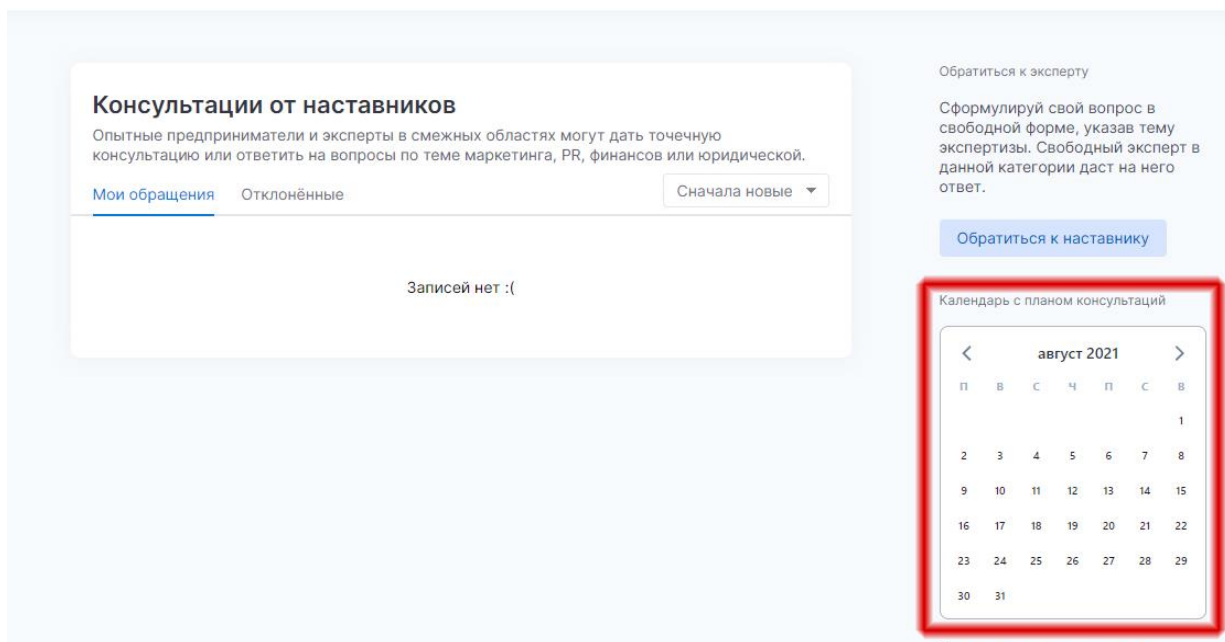 Консультации от наставников
Опытные предприниматели и эксперты в смежных областях могут дать точечную
консультацию или ответить на вопросы по теме маркетинга, PR, финансов или юридической.
Мои обращения Отклонённые Сначала новые
Записей нет :(
Обратиться к эксперту
Сформулируй свой вопрос в
свободной форме, указав тему
экспертизы. Свободный эксперт в
данной категории даст на него
ответ.
Обратиться к наставнику
Календарь с планом консультаций
август 2021
П В С Ч П С В
1
2 3 4 5 6 7 8
9 10 11 12 13 14 15
16 17 18 19 20 21 22
23 24 25 26 27 28 29
30 31